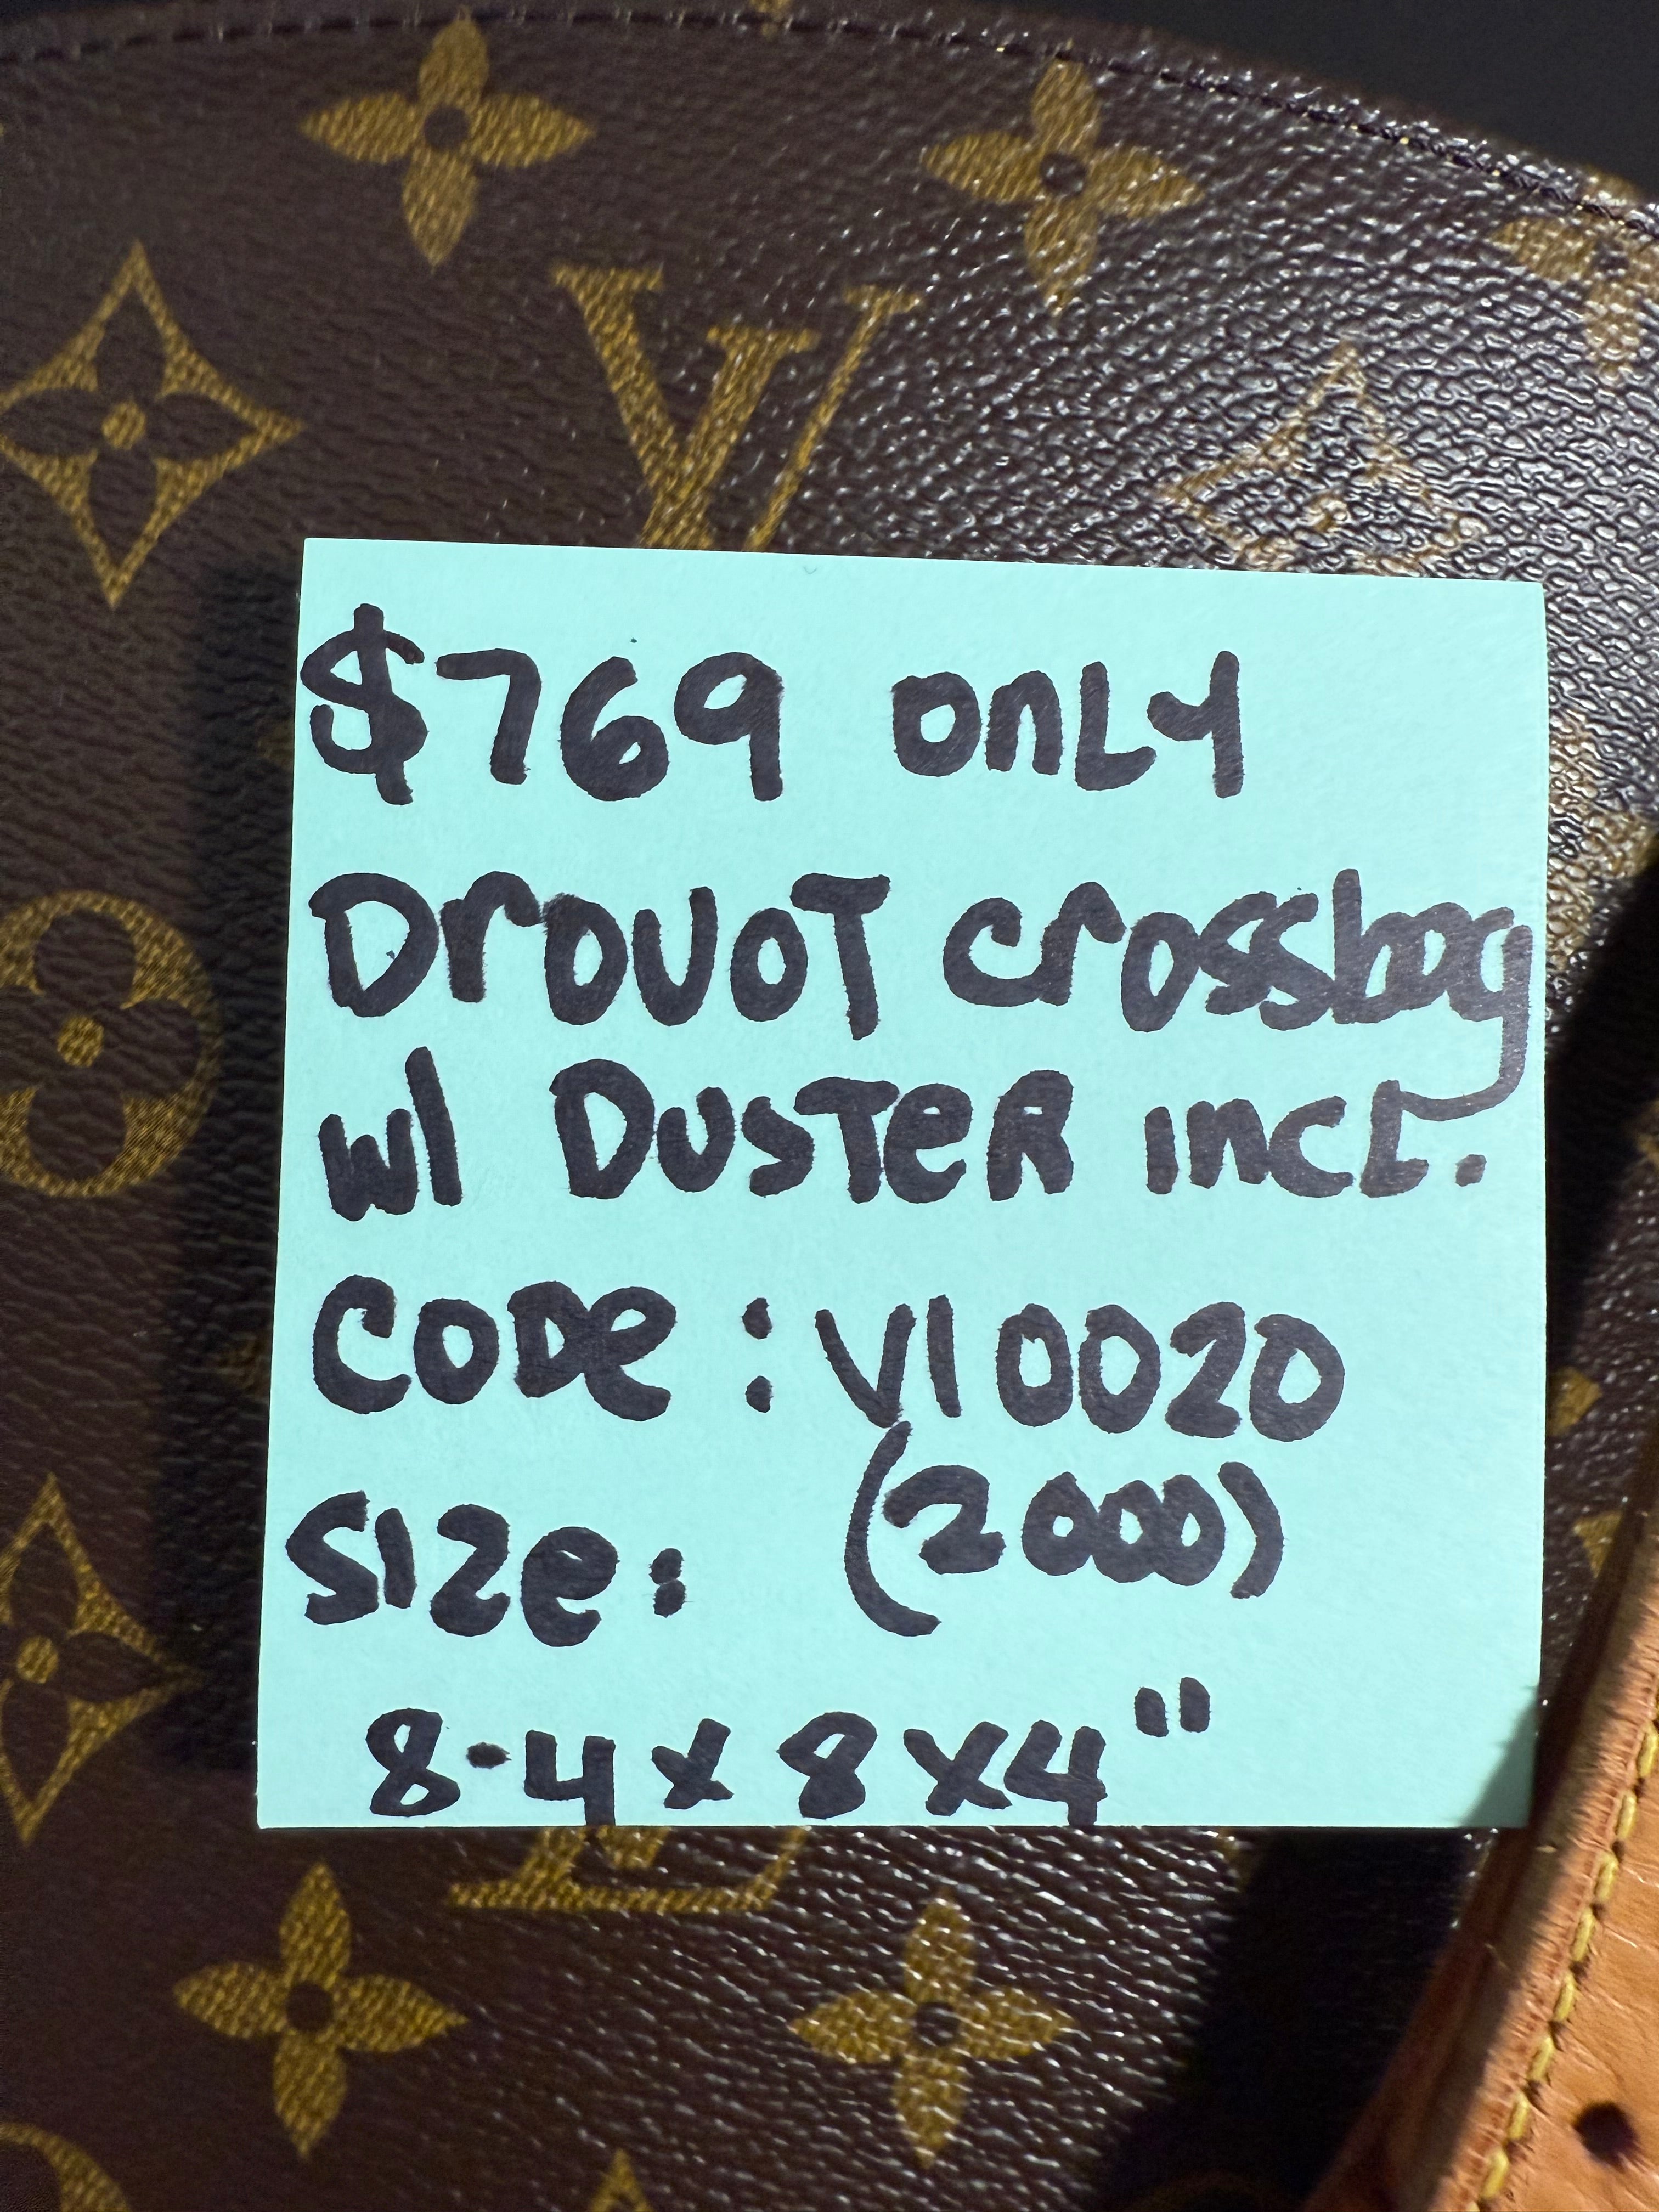 $769 ONLY
DROUOT Crossbag
w/ DUSTER INCL.
CODE: VI0020
(2000)
SIZE:
8.4 x 8 x 4"